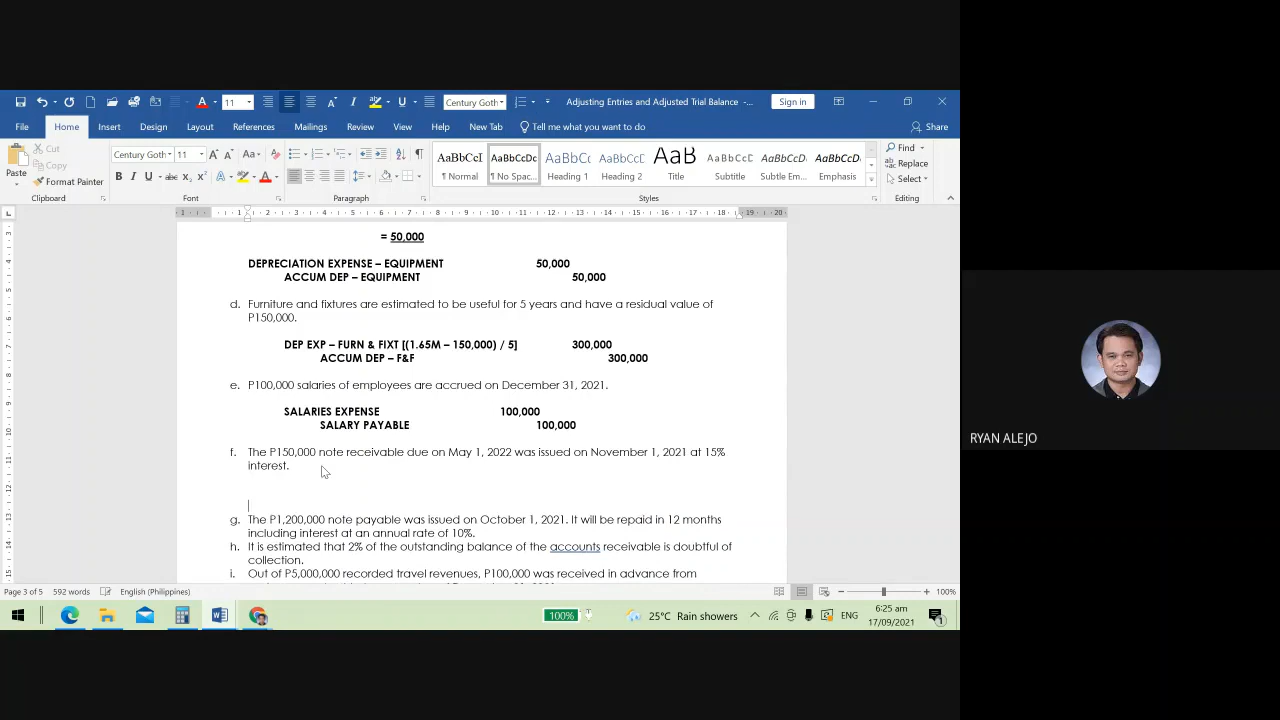 11
Century Goth
Adjusting Entries and Adjusted Trial Balance -...
Sign in
File
Home
Insert
Design
Layout
References
Mailings
Review
View
Help
New Tab
Tell me what you want to do
Share
Paste
Cut
Copy
Format Painter
Century Goth
11
AaBbCcI
¶ Normal
AaBbCcDc
¶ No Spac...
AaBbCc
Heading 1
AaBbCcC
Heading 2
AaB
Title
AaBbCcC
Subtitle
AaBbCcDc
Subtle Em...
AaBbCcD
Emphasis
Find
Replace
Select
Clipboard
Font
Paragraph
Styles
Editing
= 50,000
DEPRECIATION EXPENSE – EQUIPMENT 50,000
ACCUM DEP – EQUIPMENT 50,000
d. Furniture and fixtures are estimated to be useful for 5 years and have a residual value of
P150,000.
DEP EXP – FURN & FIXT [(1.65M – 150,000) / 5] 300,000
ACCUM DEP – F&F 300,000
e. P100,000 salaries of employees are accrued on December 31, 2021.
SALARIES EXPENSE 100,000
SALARY PAYABLE 100,000
f. The P150,000 note receivable due on May 1, 2022 was issued on November 1, 2021 at 15%
interest.
g. The P1,200,000 note payable was issued on October 1, 2021. It will be repaid in 12 months
including interest at an annual rate of 10%.
h. It is estimated that 2% of the outstanding balance of the accounts receivable is doubtful of
collection.
i. Out of P5,000,000 recorded travel revenues, P100,000 was received in advance from
Page 3 of 5
592 words
English (Philippines)
100%
100%
25°C Rain showers
ENG
6:25 am
17/09/2021
1
RYAN ALEJO